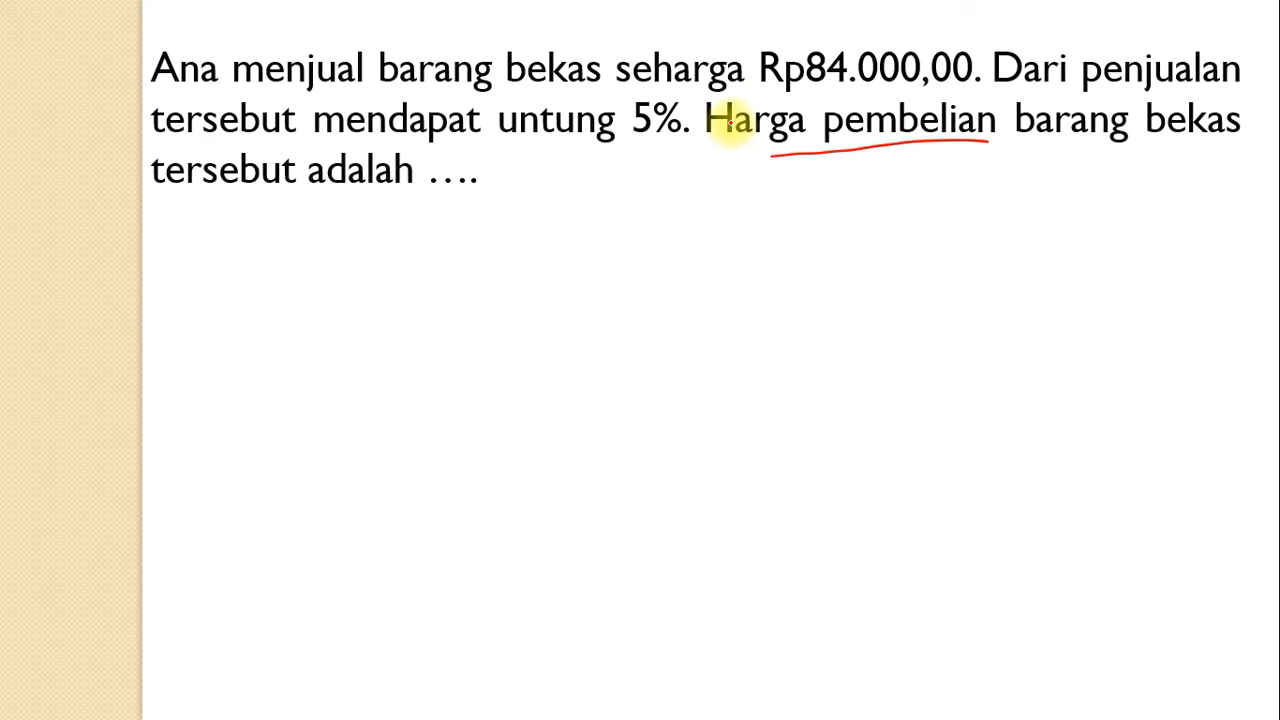 Ana menjual barang bekas seharga Rp84.000,00. Dari penjualan
tersebut mendapat untung 5%. Harga pembelian barang bekas
tersebut adalah ….